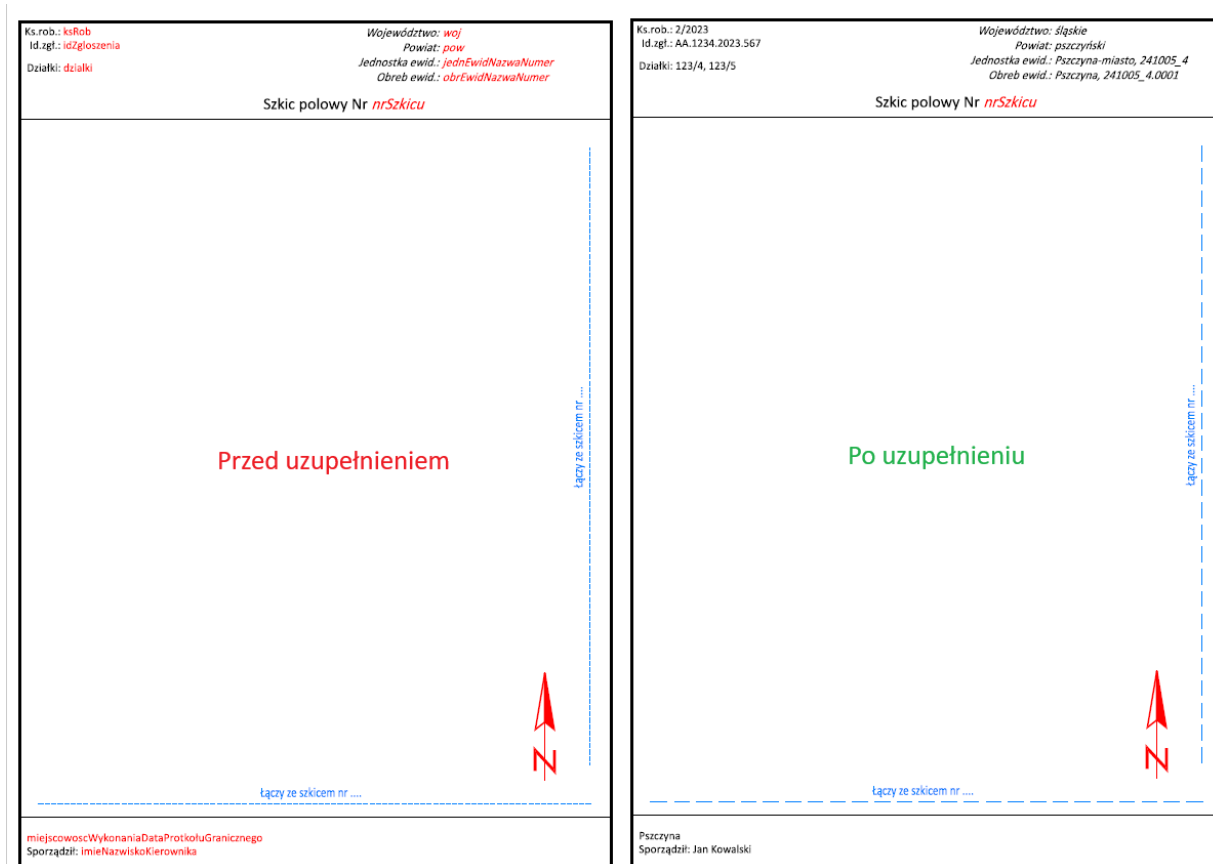 Ks.rob.: ksRob
Id.zgł.: idZgloszenia
Działki: dzialki
Województwo: woj
Powiat: pow
Jednostka ewid.: jednEwidNazwaNumer
Obreb ewid.: obrEwidNazwaNumer
Szkic polowy Nr nrSzkicu
Łączy ze szkicem nr ....
Przed uzupełnieniem
N
Łączy ze szkicem nr ....
miejscowoscWykonaniaDataProtkołuGranicznego
Sporządził: imieNazwiskoKierownika
Ks.rob.: 2/2023
Id.zgł.: AA.1234.2023.567
Działki: 123/4, 123/5
Województwo: śląskie
Powiat: pszczyński
Jednostka ewid.: Pszczyna-miasto, 241005_4
Obreb ewid.: Pszczyna, 241005_4.0001
Szkic polowy Nr nrSzkicu
Łączy ze szkicem nr ....
Po uzupełnieniu
N
Łączy ze szkicem nr ....
Pszczyna
Sporządził: Jan Kowalski